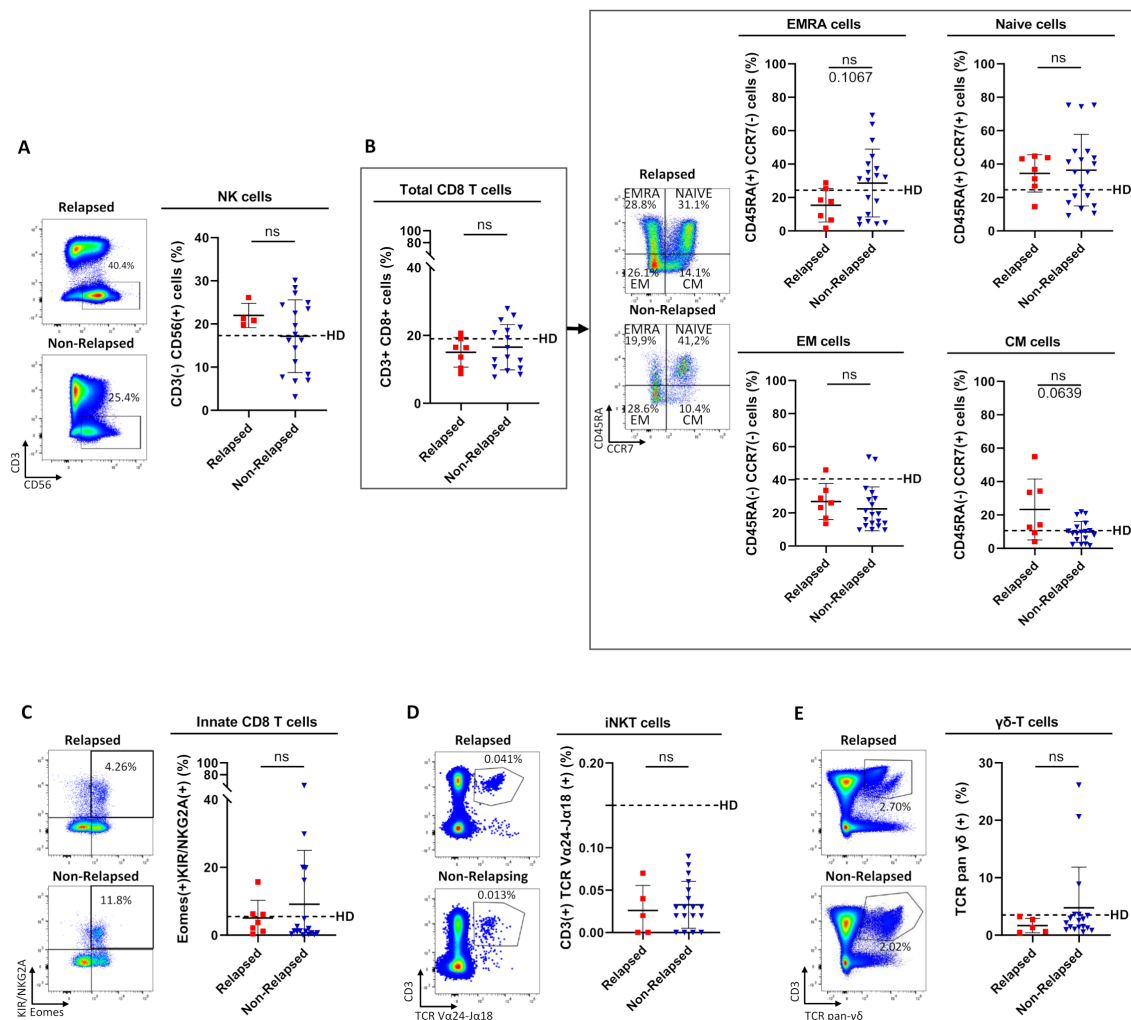 A
Relapsed
40.4%
Non-Relapsed
25.4%
CD3
CD56
NK cells
CD3(-) CD56(+) cells (%)
40
30
20
10
0
ns
HD
Relapsed
Non-Relapsed
B
Total CD8 T cells
CD3+ CD8+ cells (%)
100
80
40
20
0
ns
HD
Relapsed
Non-Relapsed
Relapsed
EMRA NAIVE
28.8% 31.1%
126.1% 14.1%
EM CM
Non-Relapsed
EMRA NAIVE
19,9% 41,2%
128.6% 10.4%
EM CM
CD45RA
CCR7
EMRA cells
CD45RA(+) CCR7(-) cells (%)
100
80
60
40
20
0
ns
0.1067
HD
Relapsed
Non-Relapsed
Naive cells
CD45RA(+) CCR7(+) cells (%)
100
80
60
40
20
0
ns
HD
Relapsed
Non-Relapsed
EM cells
CD45RA(-) CCR7(-) cells (%)
100
80
60
40
20
0
ns
HD
Relapsed
Non-Relapsed
CM cells
CD45RA(-) CCR7(+) cells (%)
100
80
60
40
20
0
ns
0.0639
HD
Relapsed
Non-Relapsed
C
Relapsed
4.26%
Non-Relapsed
11.8%
KIR/NKG2A
Eomes
Innate CD8 T cells
Eomes(+)KIR/NKG2A(+) (%)
100
80
40
20
0
ns
HD
Relapsed
Non-Relapsed
D
Relapsed
0.041%
Non-Relapsing
0.013%
CD3
TCR Vα24-Jα18
iNKT cells
CD3(+) TCR Vα24-Jα18 (+) (%)
0.20
0.15
0.10
0.05
0.00
ns
HD
Relapsed
Non-Relapsed
E
Relapsed
2.70%
Non-Relapsed
2.02%
CD3
TCR pan-γδ
γδ-T cells
TCR pan γδ (+) (%)
30
20
10
0
ns
HD
Relapsed
Non-Relapsed